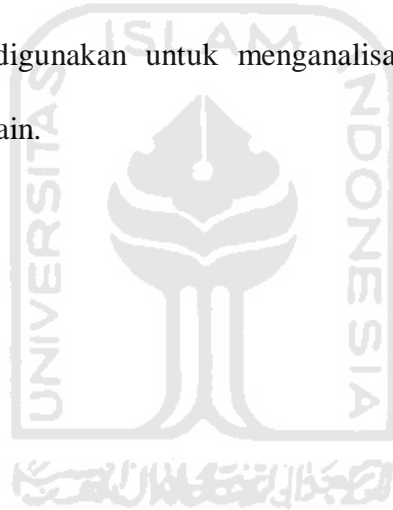 digunakan untuk menganalisa
ain.
ISLAM
UNIVERSITAS
INDONESIA